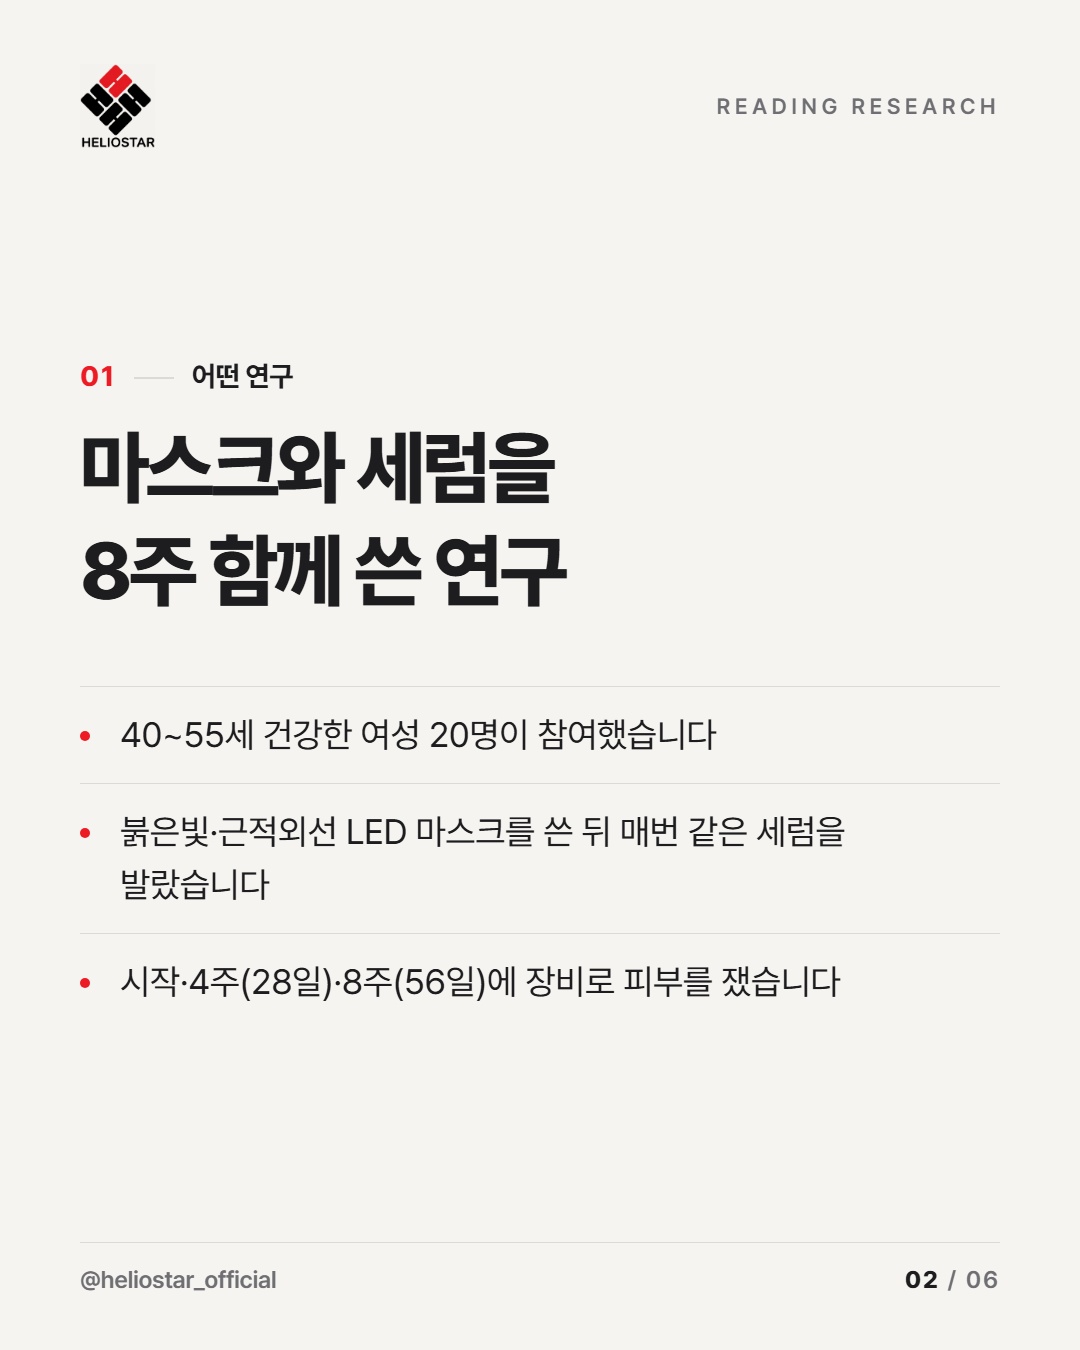 HELIOSTAR
READING RESEARCH
01 — 어떤 연구
마스크와 세럼을
8주 함께 쓴 연구
• 40~55세 건강한 여성 20명이 참여했습니다
• 붉은빛·근적외선 LED 마스크를 쓴 뒤 매번 같은 세럼을
발랐습니다
• 시작·4주(28일)·8주(56일)에 장비로 피부를 쟀습니다
@heliostar_official
02 / 06